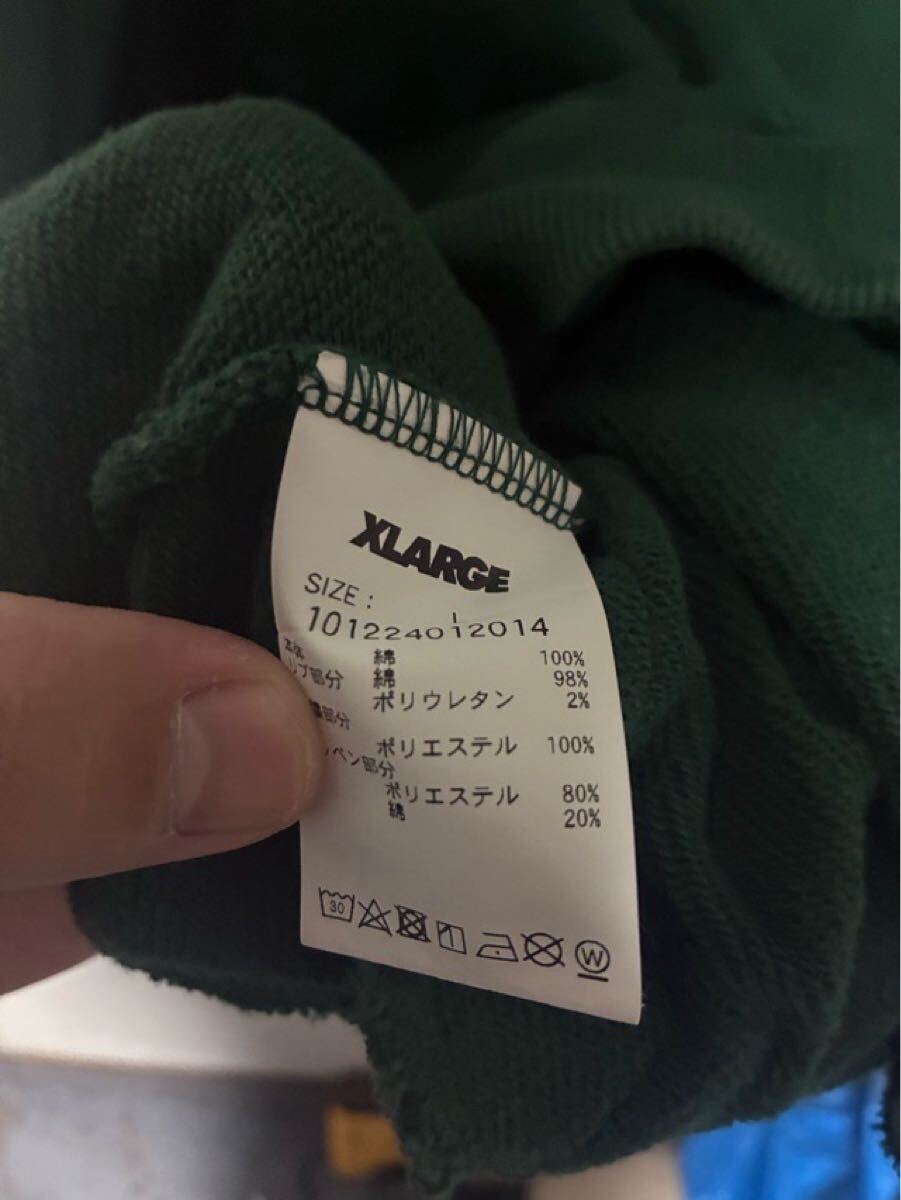 XLARGE
SIZE : L
101224012014
本体 綿 100%
リブ部分 綿 98%
ポリウレタン 2%
部分
ポリエステル 100%
ッペン部分
ポリエステル 80%
綿 20%
30
W